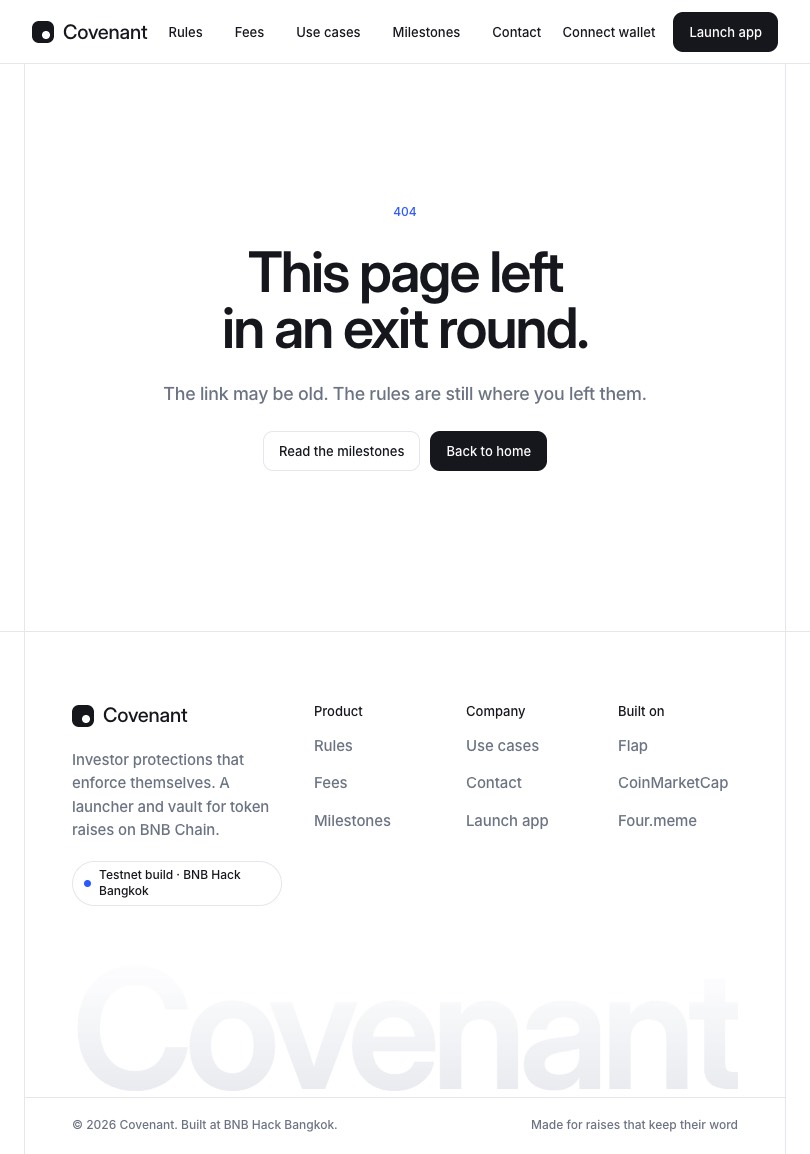 Covenant
Rules
Fees
Use cases
Milestones
Contact
Connect wallet
Launch app
404
This page left
in an exit round.
The link may be old. The rules are still where you left them.
Read the milestones
Back to home
Covenant
Investor protections that
enforce themselves. A
launcher and vault for token
raises on BNB Chain.
Testnet build · BNB Hack
Bangkok
Product
Rules
Fees
Milestones
Company
Use cases
Contact
Launch app
Built on
Flap
CoinMarketCap
Four.meme
Covenant
© 2026 Covenant. Built at BNB Hack Bangkok.
Made for raises that keep their word